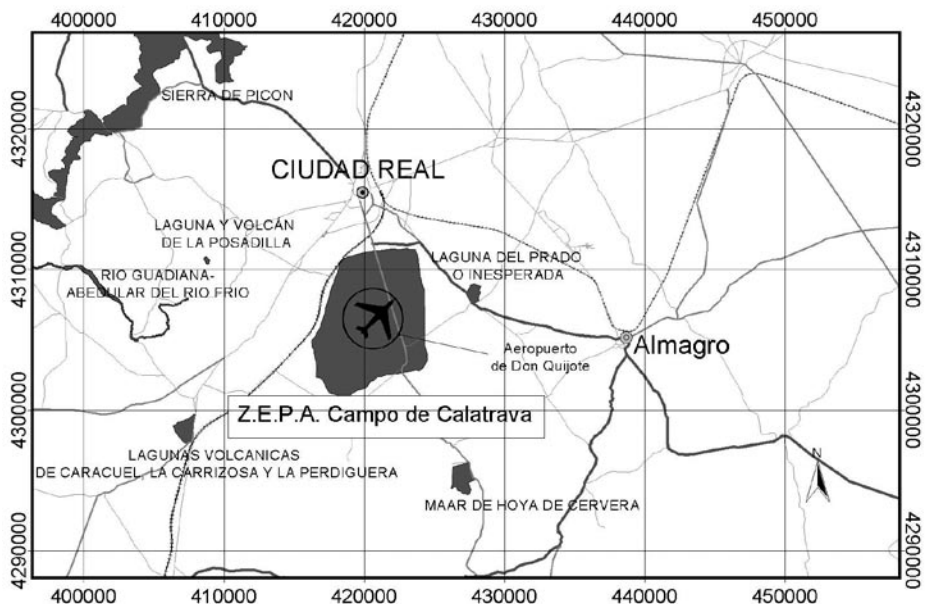 400000 410000 420000 430000 440000 450000
4320000
4320000
SIERRA DE PICON
CIUDAD REAL
LAGUNA Y VOLCÁN
DE LA POSADILLA
LAGUNA DEL PRADO
O INESPERADA
4310000
4310000
RIO GUADIANA-
ABEDULAR DEL RIO FRIO
Aeropuerto
de Don Quijote
Almagro
4300000
4300000
Z.E.P.A. Campo de Calatrava
LAGUNAS VOLCANICAS
DE CARACUEL, LA CARRIZOSA Y LA PERDIGUERA
N
MAAR DE HOYA DE CERVERA
4290000
4290000
400000 410000 420000 430000 440000 450000